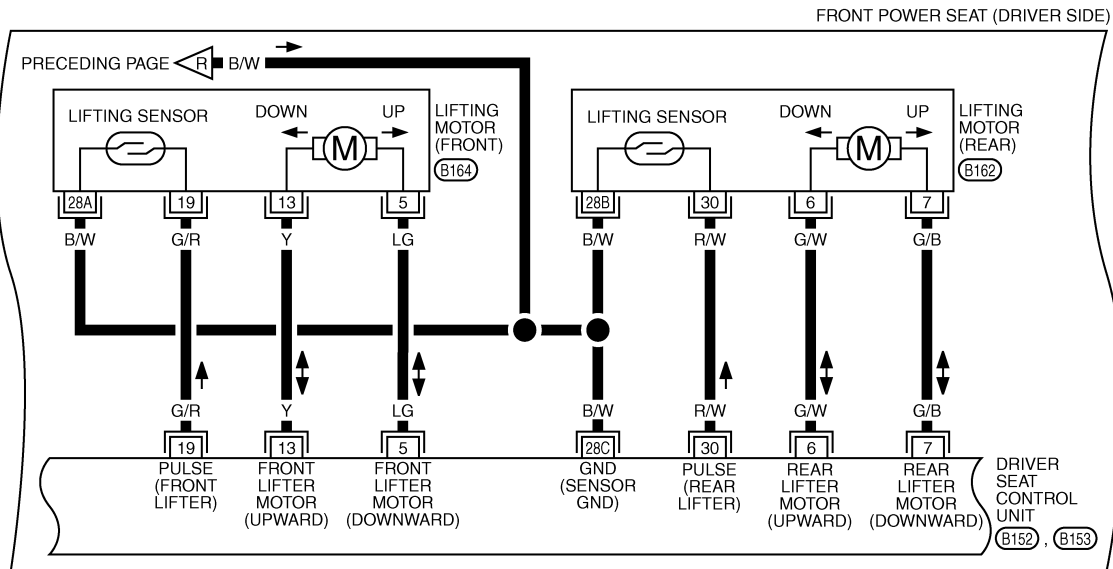 FRONT POWER SEAT (DRIVER SIDE)
PRECEDING PAGE R B/W
LIFTING SENSOR
DOWN
UP
M
LIFTING
MOTOR
(FRONT)
B164
LIFTING SENSOR
DOWN
UP
M
LIFTING
MOTOR
(REAR)
B162
28A 19 13 5 28B 30 6 7
B/W G/R Y LG B/W R/W G/W G/B
G/R Y LG B/W R/W G/W G/B
19 13 5 28C 30 6 7
PULSE
(FRONT
LIFTER)
FRONT
LIFTER
MOTOR
(UPWARD)
FRONT
LIFTER
MOTOR
(DOWNWARD)
GND
(SENSOR
GND)
PULSE
(REAR
LIFTER)
REAR
LIFTER
MOTOR
(UPWARD)
REAR
LIFTER
MOTOR
(DOWNWARD)
DRIVER
SEAT
CONTROL
UNIT
B152 , B153